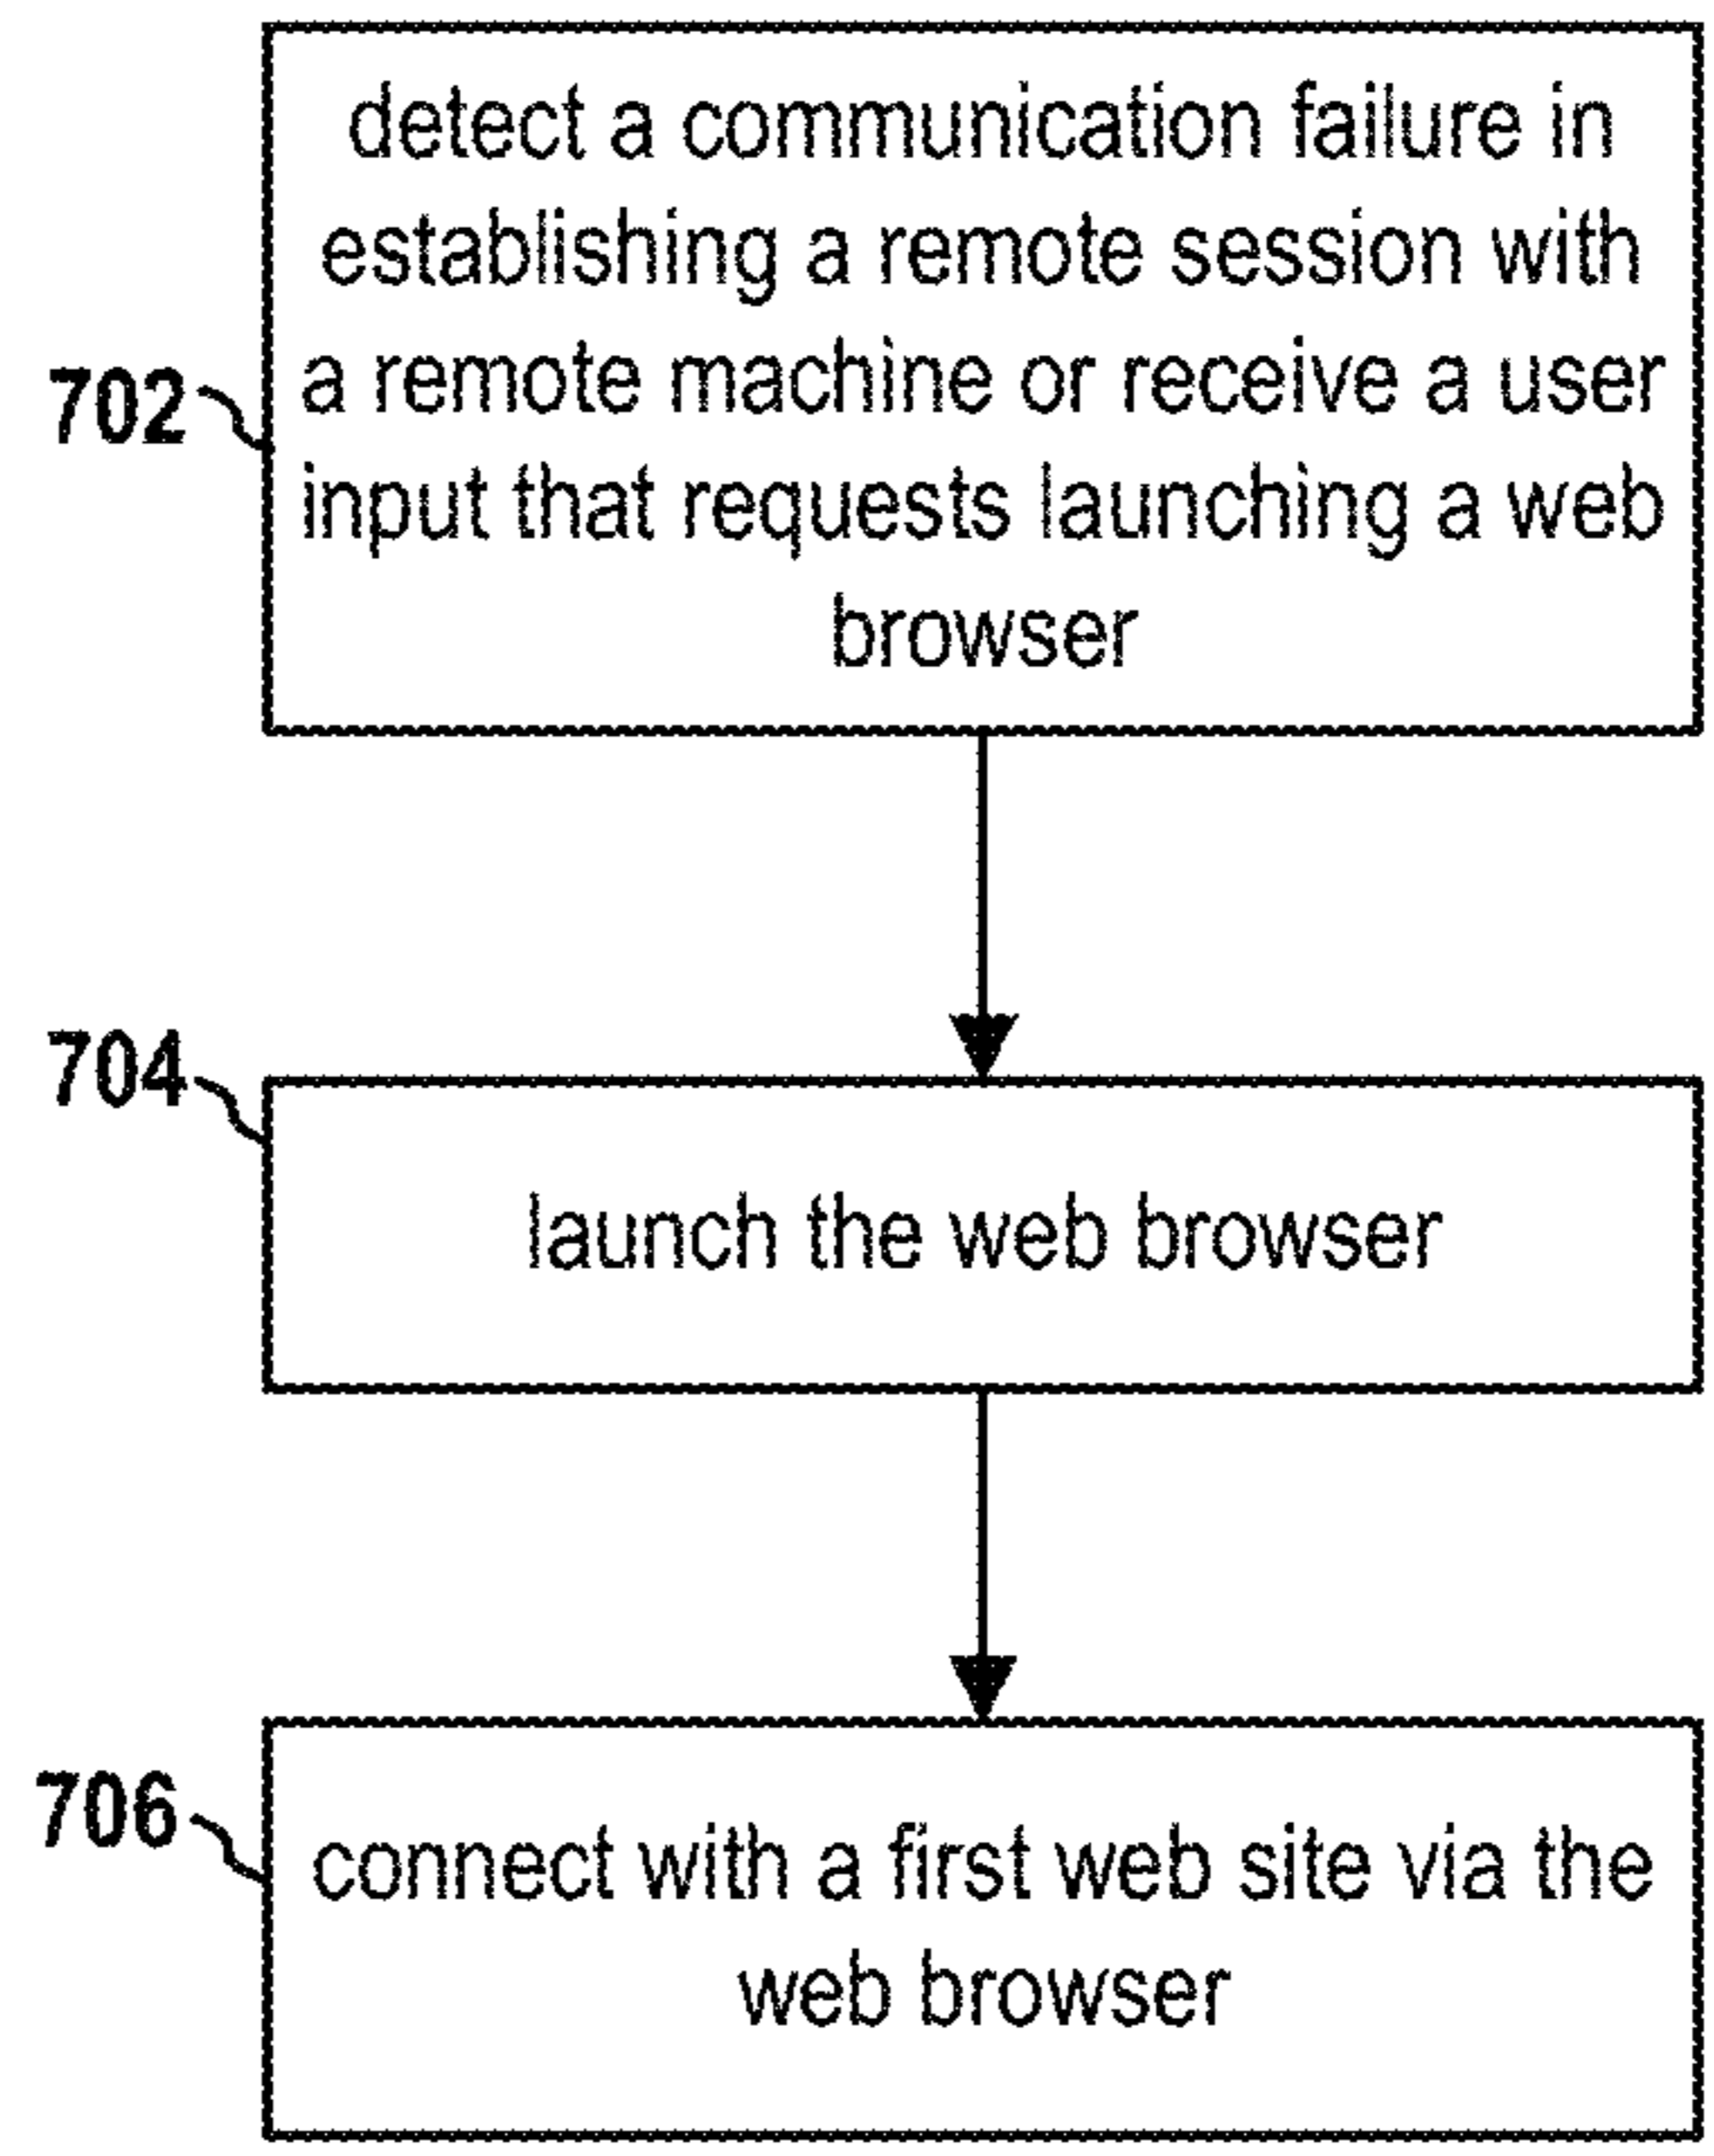 detect a communication failure in
establishing a remote session with
702
a remote machine or receive a user
input that requests launching a web
browser
704
launch the web browser
706
connect with a first web site via the
web browser